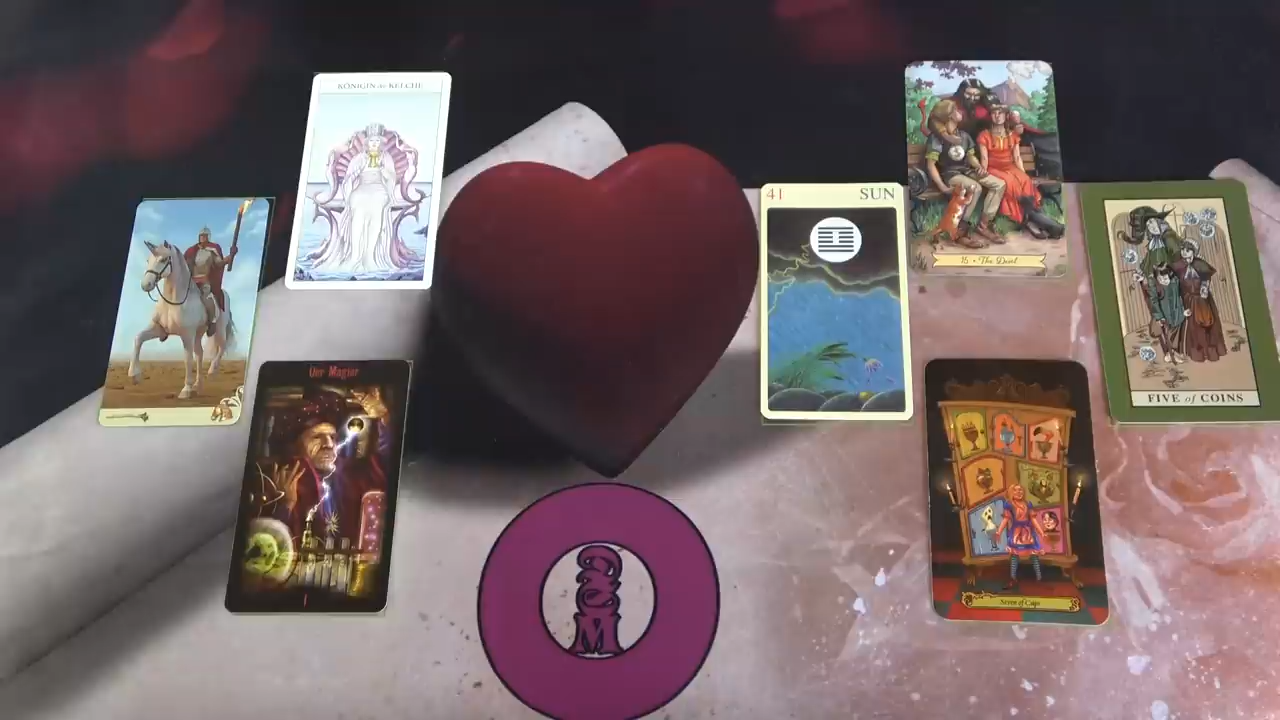 KÖNIGIN der KELCHE
Der Magier
I
41 SUN
15 • The Devil
FIVE of COINS
Seven of Cups